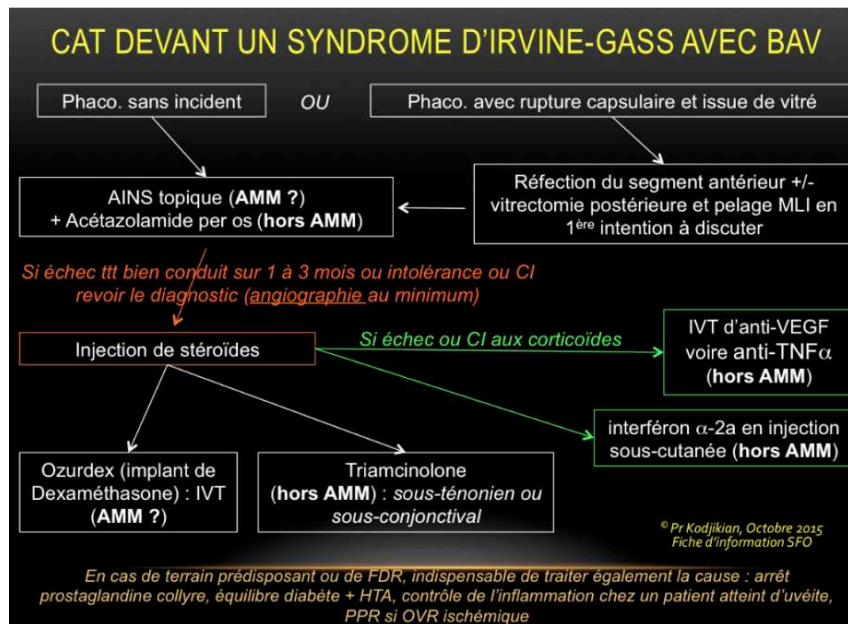 CAT DEVANT UN SYNDROME D'IRVINE-GASS AVEC BAV
Phaco. sans incident
OU
Phaco. avec rupture capsulaire et issue de vitré
AINS topique (AMM ?)
+ Acétazolamide per os (hors AMM)
Réfection du segment antérieur +/-
vitrectomie postérieure et pelage MLI en
1ère intention à discuter
Si échec ttt bien conduit sur 1 à 3 mois ou intolérance ou CI
revoir le diagnostic (angiographie au minimum)
Injection de stéroïdes
Si échec ou CI aux corticoïdes
IVT d'anti-VEGF
voire anti-TNFα
(hors AMM)
interféron α-2a en injection
sous-cutanée (hors AMM)
Ozurdex (implant de
Dexaméthasone) : IVT
(AMM ?)
Triamcinolone
(hors AMM) : sous-ténonien ou
sous-conjonctival
© Pr Kodjikian, Octobre 2015
Fiche d'information SFO
En cas de terrain prédisposant ou de FDR, indispensable de traiter également la cause : arrêt
prostaglandine collyre, équilibre diabète + HTA, contrôle de l'inflammation chez un patient atteint d'uvéite,
PPR si OVR ischémique